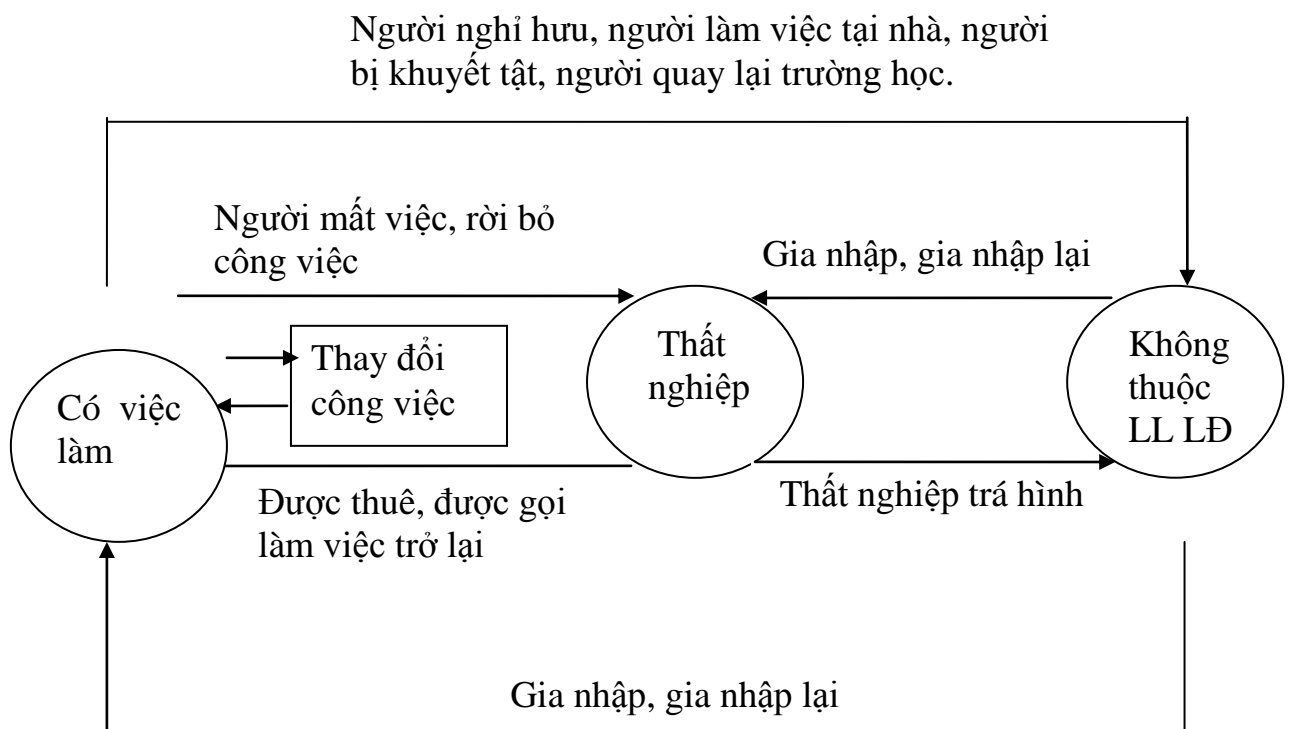 Người nghỉ hưu, người làm việc tại nhà, người
bị khuyết tật, người quay lại trường học.
Người mất việc, rời bỏ
công việc
Gia nhập, gia nhập lại
Thay đổi
công việc
Thất
nghiệp
Không
thuộc
LL LĐ
Có việc
làm
Được thuê, được gọi
làm việc trở lại
Thất nghiệp trá hình
Gia nhập, gia nhập lại